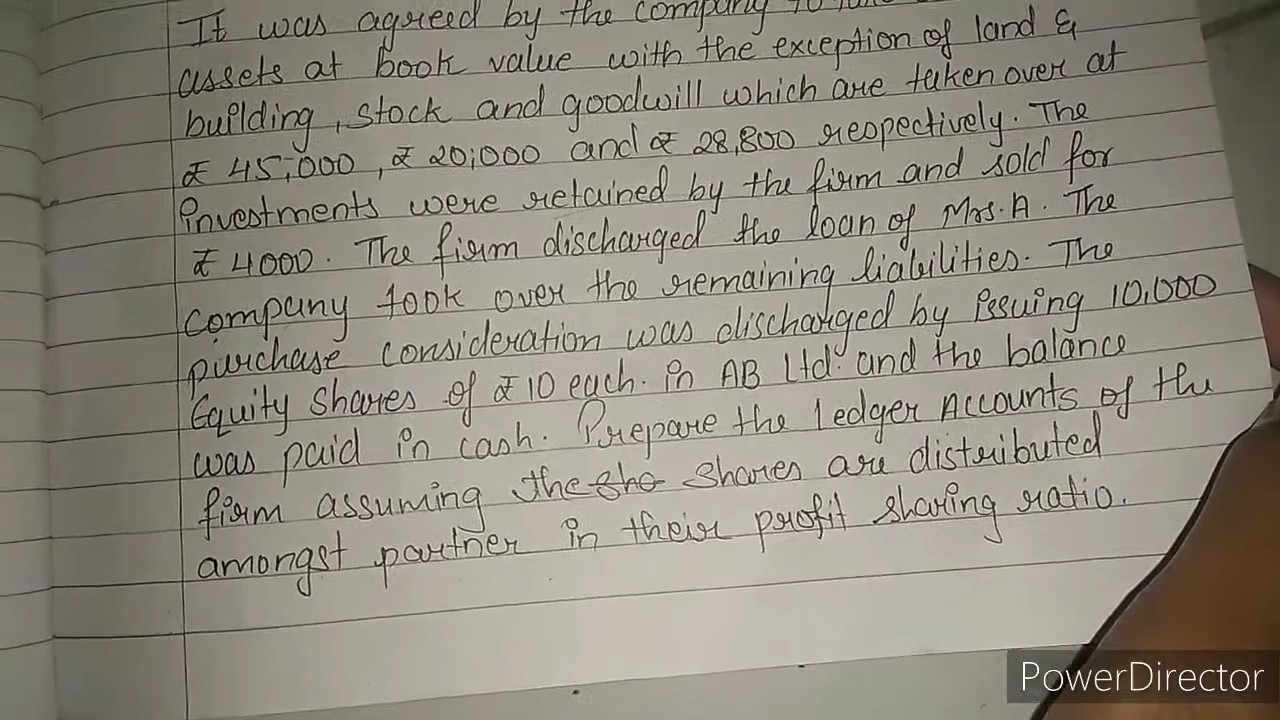 It was agreed by the company to
assets at book value with the exception of land &
building, stock and goodwill which are taken over at
₹ 45,000, ₹ 20,000 and ₹ 28,800 respectively. The
investments were retained by the firm and sold for
₹ 4000. The firm discharged the loan of Mrs. A. The
company took over the remaining liabilities. The
purchase consideration was discharged by issuing 10,000
Equity shares of ₹ 10 each. in AB Ltd. and the balance
was paid in cash. Prepare the ledger Accounts of the
firm assuming the sha shares are distributed
amongst partner in their profit sharing ratio.
PowerDirector